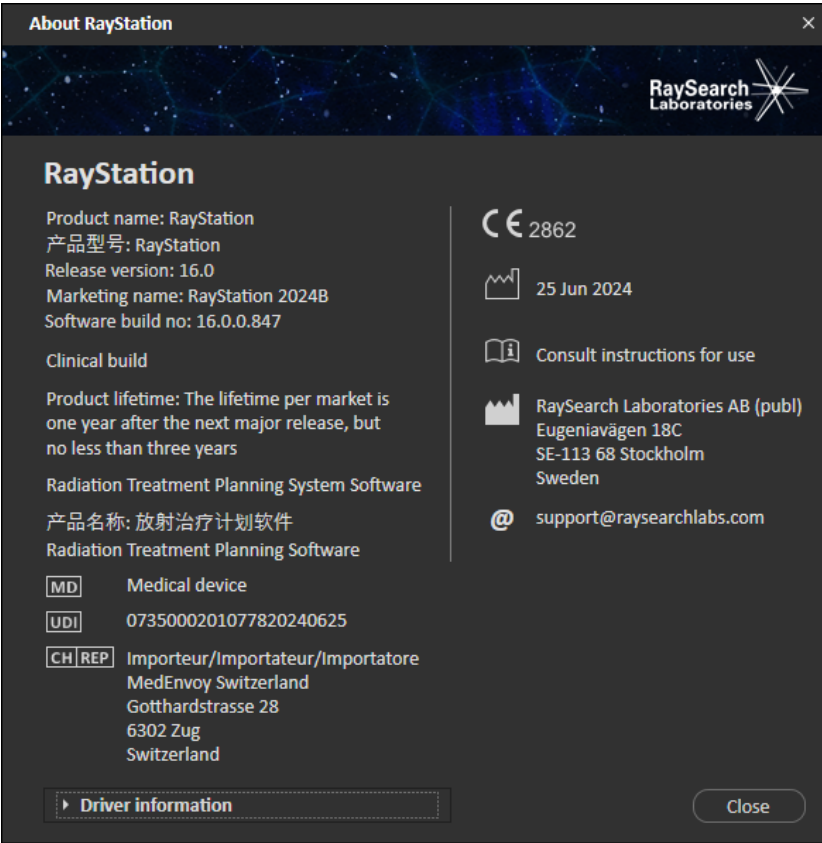 About RayStation
RaySearch
Laboratories
RayStation
Product name: RayStation
产品型号: RayStation
Release version: 16.0
Marketing name: RayStation 2024B
Software build no: 16.0.0.847
Clinical build
Product lifetime: The lifetime per market is
one year after the next major release, but
no less than three years
Radiation Treatment Planning System Software
产品名称: 放射治疗计划软件
Radiation Treatment Planning Software
CE 2862
25 Jun 2024
Consult instructions for use
RaySearch Laboratories AB (publ)
Eugeniavägen 18C
SE-113 68 Stockholm
Sweden
@ support@raysearchlabs.com
MD Medical device
UDI 0735000201077820240625
CH REP Importeur/Importateur/Importatore
MedEnvoy Switzerland
Gotthardstrasse 28
6302 Zug
Switzerland
Driver information
Close